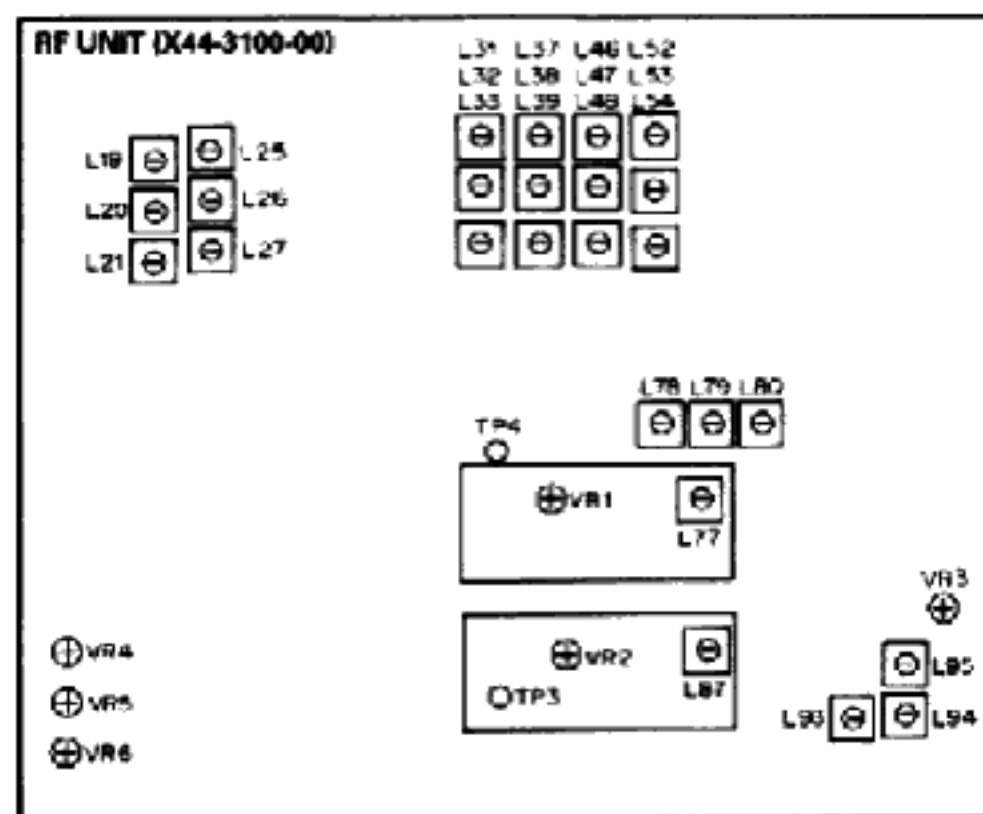 RF UNIT (X44-3100-00)
L31 L37 L46 L52
L32 L38 L47 L53
L33 L39 L48 L54
L19
L25
L20
L26
L21
L27
L78 L79 L80
TP4
VR1
L77
VR3
VR4
VR2
L95
VR5
TP3
L87
L93
L94
VR6